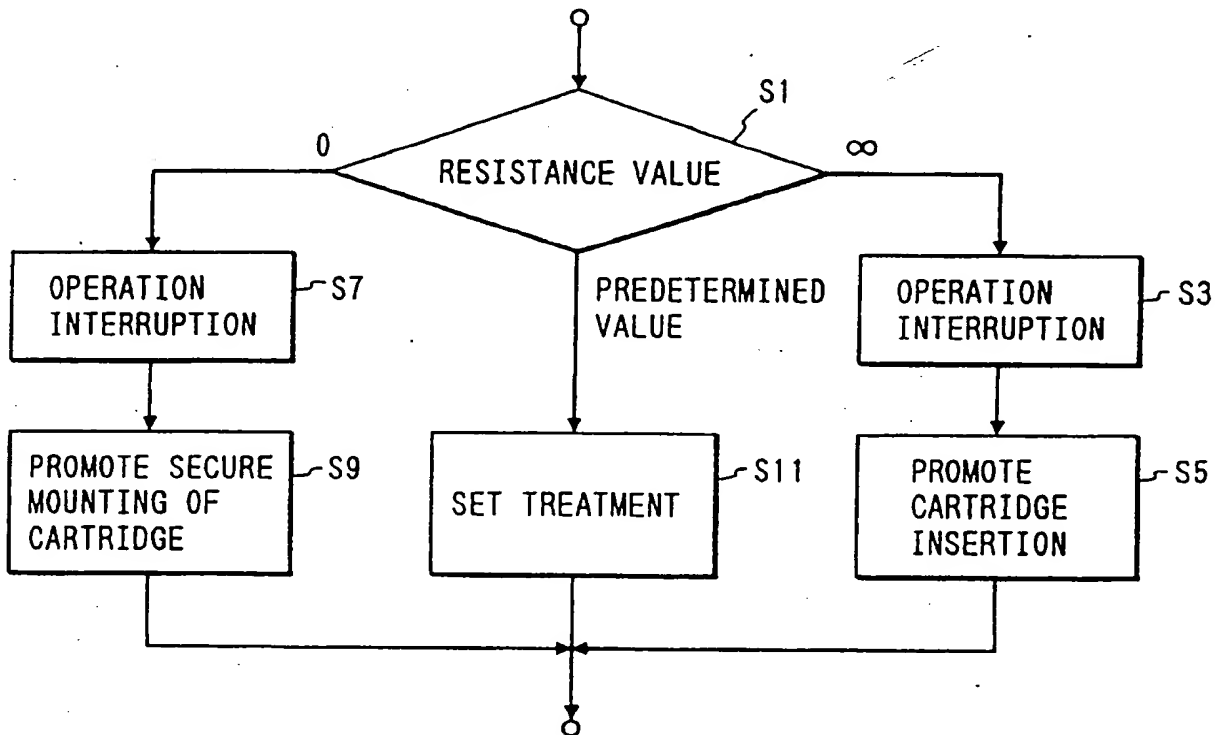 S1
0
∞
RESISTANCE VALUE
OPERATION
INTERRUPTION
S7
PREDETERMINED
VALUE
OPERATION
INTERRUPTION
S3
PROMOTE SECURE
MOUNTING OF
CARTRIDGE
S9
SET TREATMENT
S11
PROMOTE
CARTRIDGE
INSERTION
S5